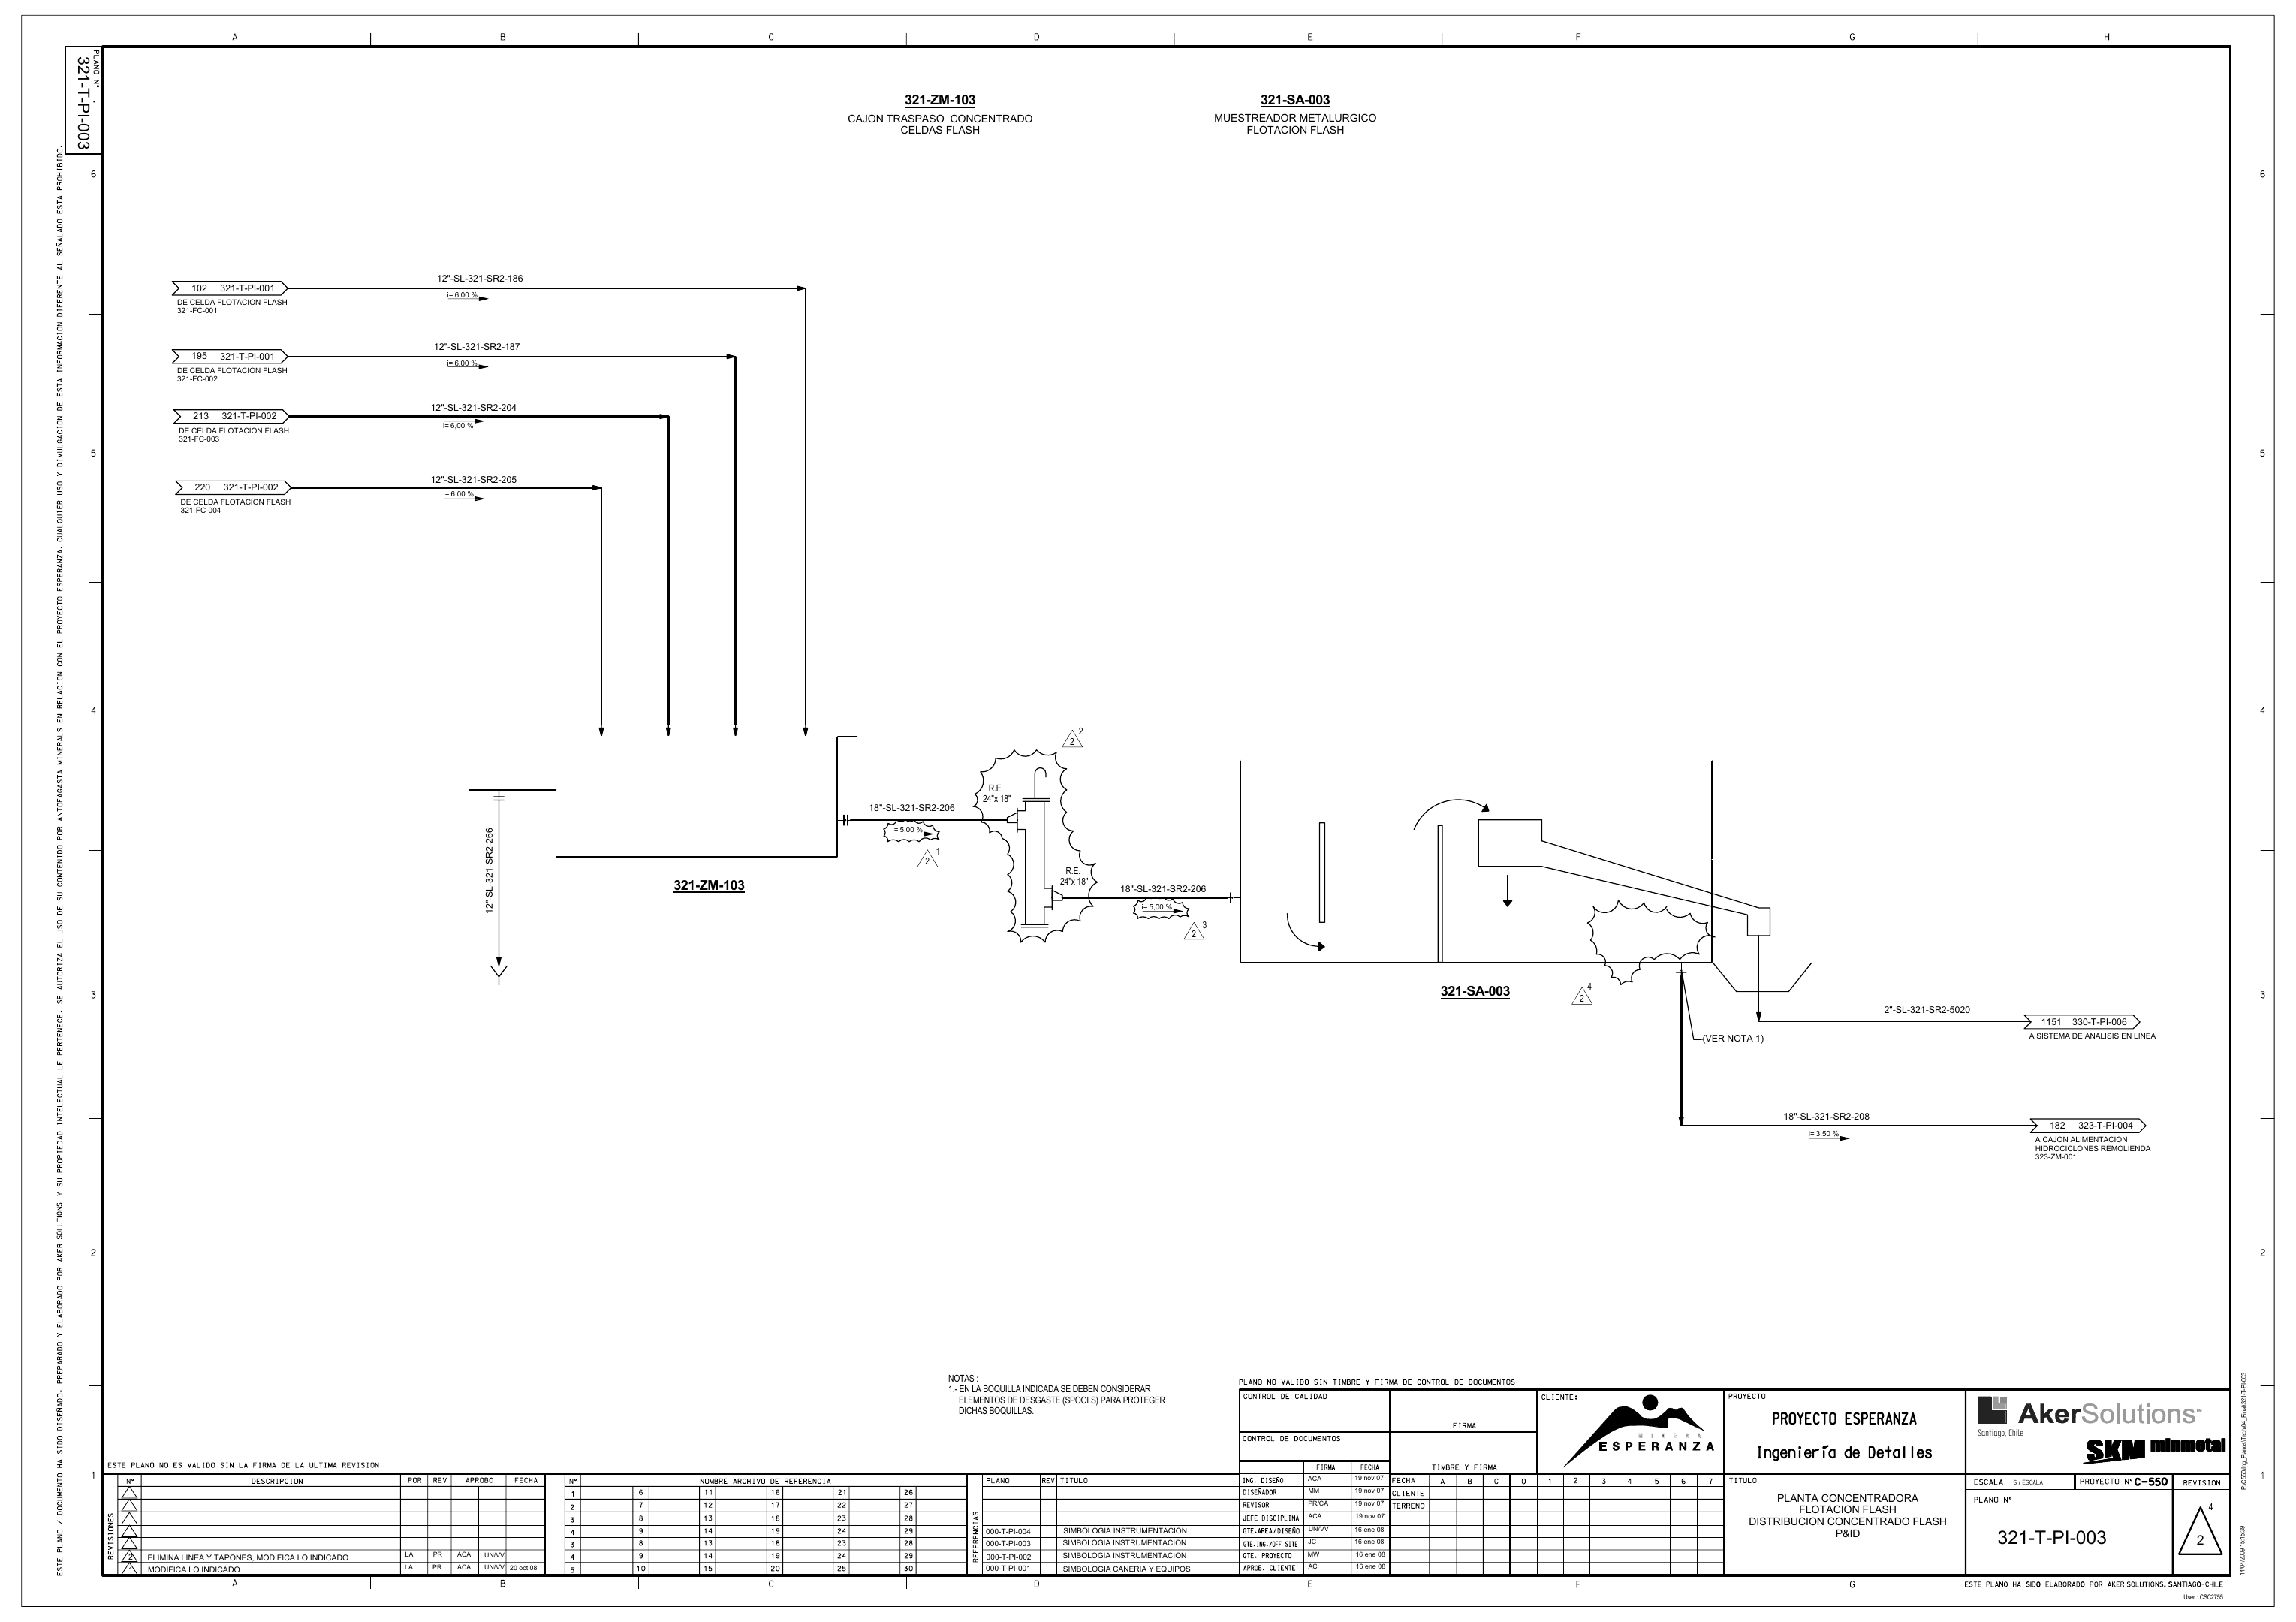 A B C D E F G H
PLANO N°
321-T-PI-003
321-ZM-103
CAJON TRASPASO CONCENTRADO
CELDAS FLASH
321-SA-003
MUESTREADOR METALURGICO
FLOTACION FLASH
6 6
5 5
4 4
3 3
2 2
1 1
ESTE PLANO / DOCUMENTO HA SIDO DISEÑADO, PREPARADO Y ELABORADO POR AKER SOLUTIONS Y SU PROPIEDAD INTELECTUAL LE PERTENECE. SE AUTORIZA EL USO DE SU CONTENIDO POR ANTOFAGASTA MINERALS EN RELACION CON EL PROYECTO ESPERANZA. CUALQUIER USO Y DIVULGACION DE ESTA INFORMACION DIFERENTE AL SEÑALADO ESTA PROHIBIDO.
102 321-T-PI-001
DE CELDA FLOTACION FLASH
321-FC-001
12"-SL-321-SR2-186
i= 6,00 %
195 321-T-PI-001
DE CELDA FLOTACION FLASH
321-FC-002
12"-SL-321-SR2-187
i= 6,00 %
213 321-T-PI-002
DE CELDA FLOTACION FLASH
321-FC-003
12"-SL-321-SR2-204
i= 6,00 %
220 321-T-PI-002
DE CELDA FLOTACION FLASH
321-FC-004
12"-SL-321-SR2-205
i= 6,00 %
12"-SL-321-SR2-266
321-ZM-103
18"-SL-321-SR2-206
i= 5,00 %
2 1
R.E.
24"x 18"
2 2
R.E.
24"x 18"
18"-SL-321-SR2-206
i= 5,00 %
2 3
321-SA-003
2 4
(VER NOTA 1)
2"-SL-321-SR2-5020
1151 330-T-PI-006
A SISTEMA DE ANALISIS EN LINEA
18"-SL-321-SR2-208
i= 3,50 %
182 323-T-PI-004
A CAJON ALIMENTACION
HIDROCICLONES REMOLIENDA
323-ZM-001
NOTAS :
1.- EN LA BOQUILLA INDICADA SE DEBEN CONSIDERAR
ELEMENTOS DE DESGASTE (SPOOLS) PARA PROTEGER
DICHAS BOQUILLAS.
ESTE PLANO NO ES VALIDO SIN LA FIRMA DE LA ULTIMA REVISION
N° DESCRIPCION POR REV APROBO FECHA
REVISIONES
2 ELIMINA LINEA Y TAPONES, MODIFICA LO INDICADO LA PR ACA UN/VV
1 MODIFICA LO INDICADO LA PR ACA UN/VV 20 oct 08
N° NOMBRE ARCHIVO DE REFERENCIA
1 6 11 16 21 26
2 7 12 17 22 27
3 8 13 18 23 28
4 9 14 19 24 29
3 8 13 18 23 28
4 9 14 19 24 29
5 10 15 20 25 30
REFERENCIAS
PLANO REV TITULO
000-T-PI-004 SIMBOLOGIA INSTRUMENTACION
000-T-PI-003 SIMBOLOGIA INSTRUMENTACION
000-T-PI-002 SIMBOLOGIA INSTRUMENTACION
000-T-PI-001 SIMBOLOGIA CAÑERIA Y EQUIPOS
PLANO NO VALIDO SIN TIMBRE Y FIRMA DE CONTROL DE DOCUMENTOS
CONTROL DE CALIDAD
FIRMA
CONTROL DE DOCUMENTOS
TIMBRE Y FIRMA
FIRMA FECHA
ING. DISEÑO ACA 19 nov 07
DISEÑADOR MM 19 nov 07
REVISOR PR/CA 19 nov 07
JEFE DISCIPLINA ACA 19 nov 07
GTE.AREA/DISEÑO UN/VV 16 ene 08
GTE.ING./OFF SITE JC 16 ene 08
GTE. PROYECTO MW 16 ene 08
APROB. CLIENTE AC 16 ene 08
FECHA A B C 0 1 2 3 4 5 6 7
CLIENTE
TERRENO
CLIENTE:
MINERA
ESPERANZA
PROYECTO
PROYECTO ESPERANZA
Ingeniería de Detalles
TITULO
PLANTA CONCENTRADORA
FLOTACION FLASH
DISTRIBUCION CONCENTRADO FLASH
P&ID
AkerSolutions™
Santiago, Chile
SKM minmetal
ESCALA S/ESCALA
PROYECTO N° C-550
REVISION
PLANO N°
321-T-PI-003
2 4
A B C D E F G
ESTE PLANO HA SIDO ELABORADO POR AKER SOLUTIONS, SANTIAGO-CHILE
User : CSC2755
14/04/2009 15:15:39